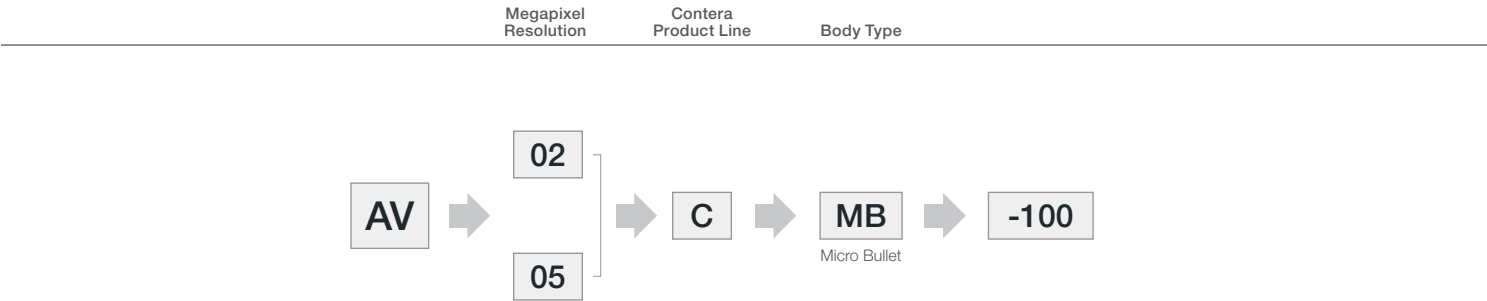 Megapixel
Resolution
Contera
Product Line
Body Type
02
AV
C
MB
-100
Micro Bullet
05